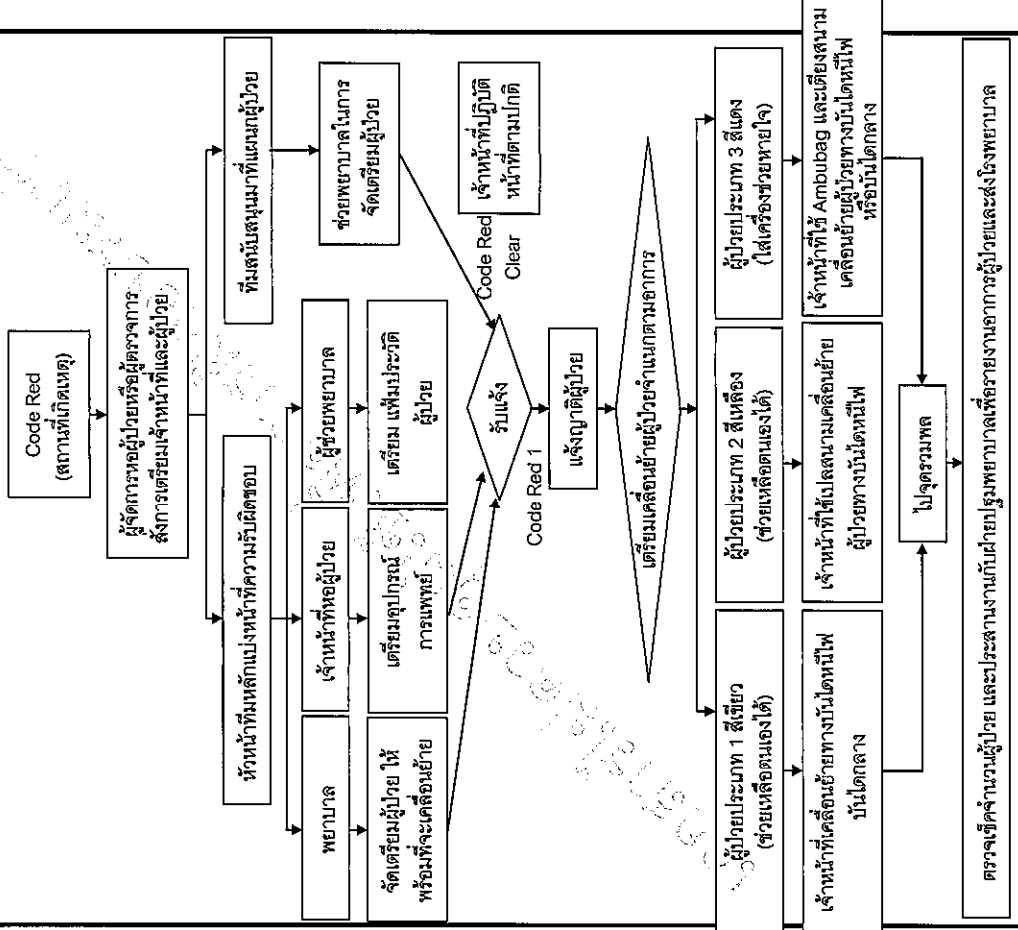 Code Red
(สถานที่เกิดเหตุ)
ผู้จัดการหอผู้ป่วยหรือผู้ตรวจการ
สั่งการเตรียมเจ้าหน้าที่และผู้ป่วย
หัวหน้าทีมหลักแบ่งหน้าที่ความรับผิดชอบ
ทีมสนับสนุนมาที่แผนกผู้ป่วย
พยาบาล
เจ้าหน้าที่หอผู้ป่วย
ผู้ช่วยพยาบาล
ช่วยพยาบาลในการ
จัดเตรียมผู้ป่วย
จัดเตรียมผู้ป่วย ให้
พร้อมที่จะเคลื่อนย้าย
เตรียมอุปกรณ์
การแพทย์
เตรียม แฟ้มประวัติ
ผู้ป่วย
รับแจ้ง
Code Red
Clear
เจ้าหน้าที่ปฏิบัติ
หน้าที่ตามปกติ
Code Red 1
แจ้งญาติผู้ป่วย
เตรียมเคลื่อนย้ายผู้ป่วยจำแนกตามอาการ
ผู้ป่วยประเภท 1 สีเขียว
(ช่วยเหลือตนเองได้)
ผู้ป่วยประเภท 2 สีเหลือง
(ช่วยเหลือตนเองได้)
ผู้ป่วยประเภท 3 สีแดง
(ใส่เครื่องช่วยหายใจ)
เจ้าหน้าที่เคลื่อนย้ายทางบันไดหนีไฟ
บันไดกลาง
เจ้าหน้าที่ใช้เปลสนามเคลื่อนย้าย
ผู้ป่วยทางบันไดหนีไฟ
เจ้าหน้าที่ใช้ Ambubag และเตียงสนาม
เคลื่อนย้ายผู้ป่วยทางบันไดหนีไฟ
หรือบันไดกลาง
ไปจุดรวมพล
ตรวจเช็คจำนวนผู้ป่วย และประสานงานกับฝ่ายปฐมพยาบาลเพื่อรายงานอาการผู้ป่วยและส่งโรงพยาบาล